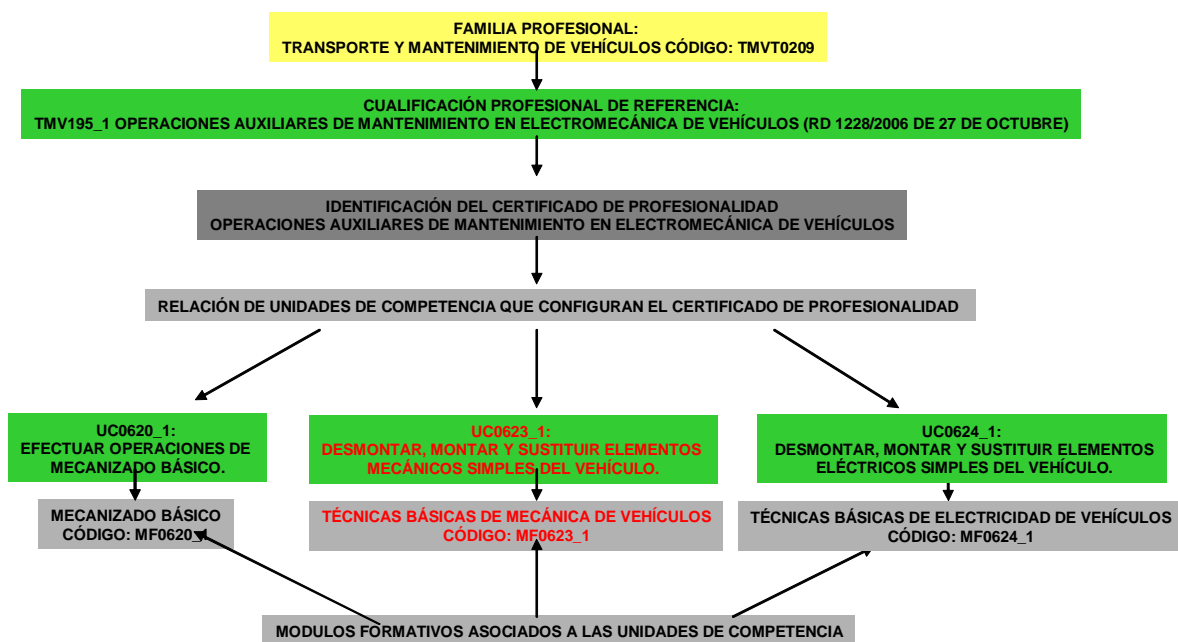 FAMILIA PROFESIONAL:
TRANSPORTE Y MANTENIMIENTO DE VEHÍCULOS CÓDIGO: TMVT0209
CUALIFICACIÓN PROFESIONAL DE REFERENCIA:
TMV195_1 OPERACIONES AUXILIARES DE MANTENIMIENTO EN ELECTROMECÁNICA DE VEHÍCULOS (RD 1228/2006 DE 27 DE OCTUBRE)
IDENTIFICACIÓN DEL CERTIFICADO DE PROFESIONALIDAD
OPERACIONES AUXILIARES DE MANTENIMIENTO EN ELECTROMECÁNICA DE VEHÍCULOS
RELACIÓN DE UNIDADES DE COMPETENCIA QUE CONFIGURAN EL CERTIFICADO DE PROFESIONALIDAD
UC0620_1:
EFECTUAR OPERACIONES DE
MECANIZADO BÁSICO.
UC0623_1:
DESMONTAR, MONTAR Y SUSTITUIR ELEMENTOS
MECÁNICOS SIMPLES DEL VEHÍCULO.
UC0624_1:
DESMONTAR, MONTAR Y SUSTITUIR ELEMENTOS
ELÉCTRICOS SIMPLES DEL VEHÍCULO.
MECANIZADO BÁSICO
CÓDIGO: MF0620_1
TÉCNICAS BÁSICAS DE MECÁNICA DE VEHÍCULOS
CÓDIGO: MF0623_1
TÉCNICAS BÁSICAS DE ELECTRICIDAD DE VEHÍCULOS
CÓDIGO: MF0624_1
MODULOS FORMATIVOS ASOCIADOS A LAS UNIDADES DE COMPETENCIA